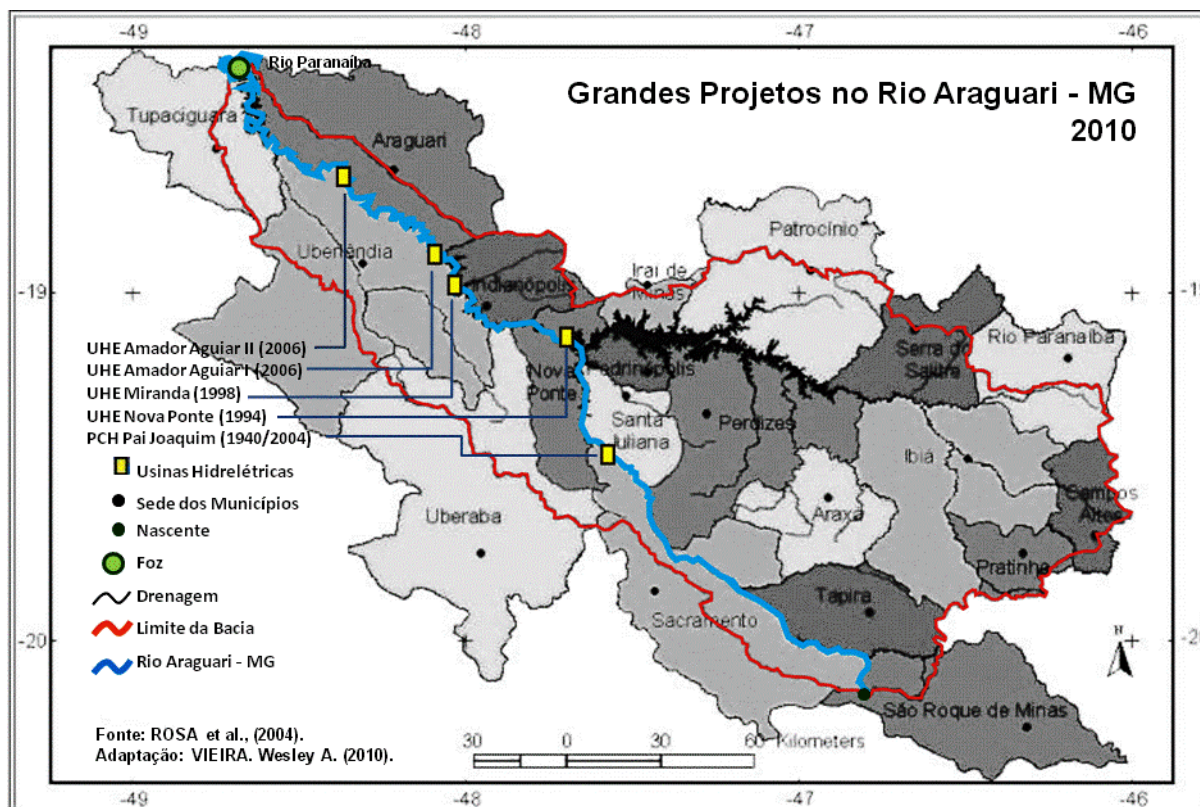 -49
-48
-47
-46
Rio Paranaíba
Grandes Projetos no Rio Araguari - MG
2010
Tupaciguara
Araguari
Patrocínio
Uberlândia
Irai de
Minas
-19
Indianópolis
UHE Amador Aguiar II (2006)
UHE Amador Aguiar I (2006)
UHE Miranda (1998)
UHE Nova Ponte (1994)
PCH Pai Joaquim (1940/2004)
Nova
Ponte
Pedrinópolis
Serra do
Salitre
Rio Paranaíba
Santa
Juliana
Perdizes
Ibiá
Usinas Hidrelétricas
Sede dos Municípios
Nascente
Foz
Drenagem
Limite da Bacia
Rio Araguari - MG
Uberaba
Araxá
Campos
Altos
Pratinha
Tapira
Sacramento
-20
N
São Roque de Minas
Fonte: ROSA et al., (2004).
Adaptação: VIEIRA. Wesley A. (2010).
30 0 30 60 Kilometers
-49
-48
-47
-46